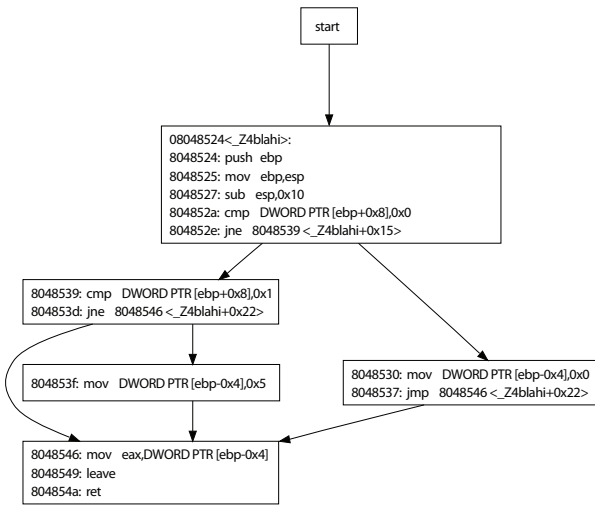 start
08048524<_Z4blahi>:
8048524: push ebp
8048525: mov ebp,esp
8048527: sub esp,0x10
804852a: cmp DWORD PTR [ebp+0x8],0x0
804852e: jne 8048539 <_Z4blahi+0x15>
8048539: cmp DWORD PTR [ebp+0x8],0x1
804853d: jne 8048546 <_Z4blahi+0x22>
804853f: mov DWORD PTR [ebp-0x4],0x5
8048530: mov DWORD PTR [ebp-0x4],0x0
8048537: jmp 8048546 <_Z4blahi+0x22>
8048546: mov eax,DWORD PTR [ebp-0x4]
8048549: leave
804854a: ret